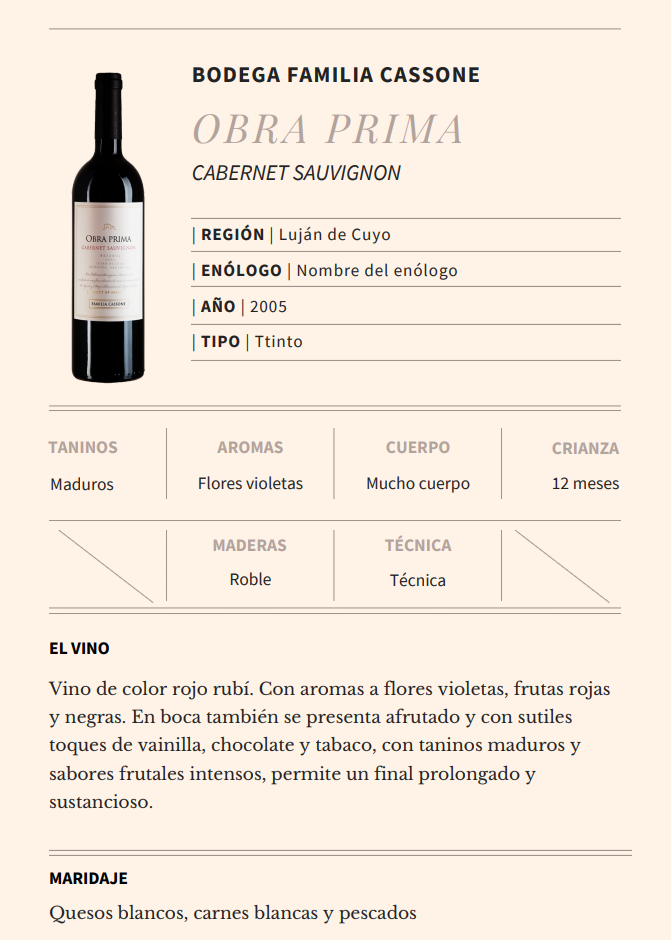 BODEGA FAMILIA CASSONE
OBRA PRIMA
CABERNET SAUVIGNON
| REGIÓN | Luján de Cuyo
| ENÓLOGO | Nombre del enólogo
| AÑO | 2005
| TIPO | Ttinto
OBRA PRIMA
CABERNET SAUVIGNON
FAMILIA CASSONE
TANINOS AROMAS CUERPO CRIANZA
Maduros Flores violetas Mucho cuerpo 12 meses
MADERAS TÉCNICA
Roble Técnica
EL VINO
Vino de color rojo rubí. Con aromas a flores violetas, frutas rojas
y negras. En boca también se presenta afrutado y con sutiles
toques de vainilla, chocolate y tabaco, con taninos maduros y
sabores frutales intensos, permite un final prolongado y
sustancioso.
MARIDAJE
Quesos blancos, carnes blancas y pescados